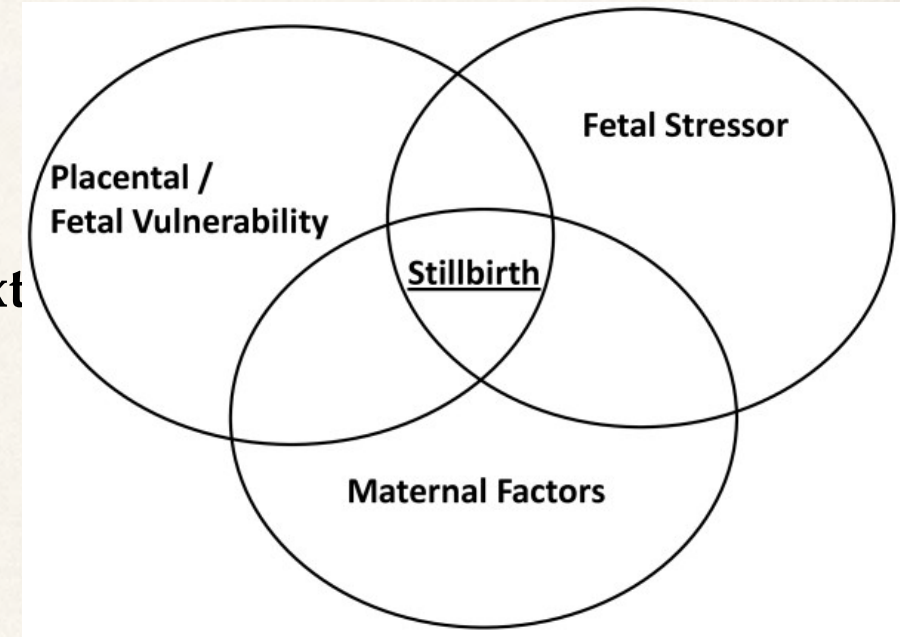 Fetal Stressor
Placental /
Fetal Vulnerability
Stillbirth
Maternal Factors